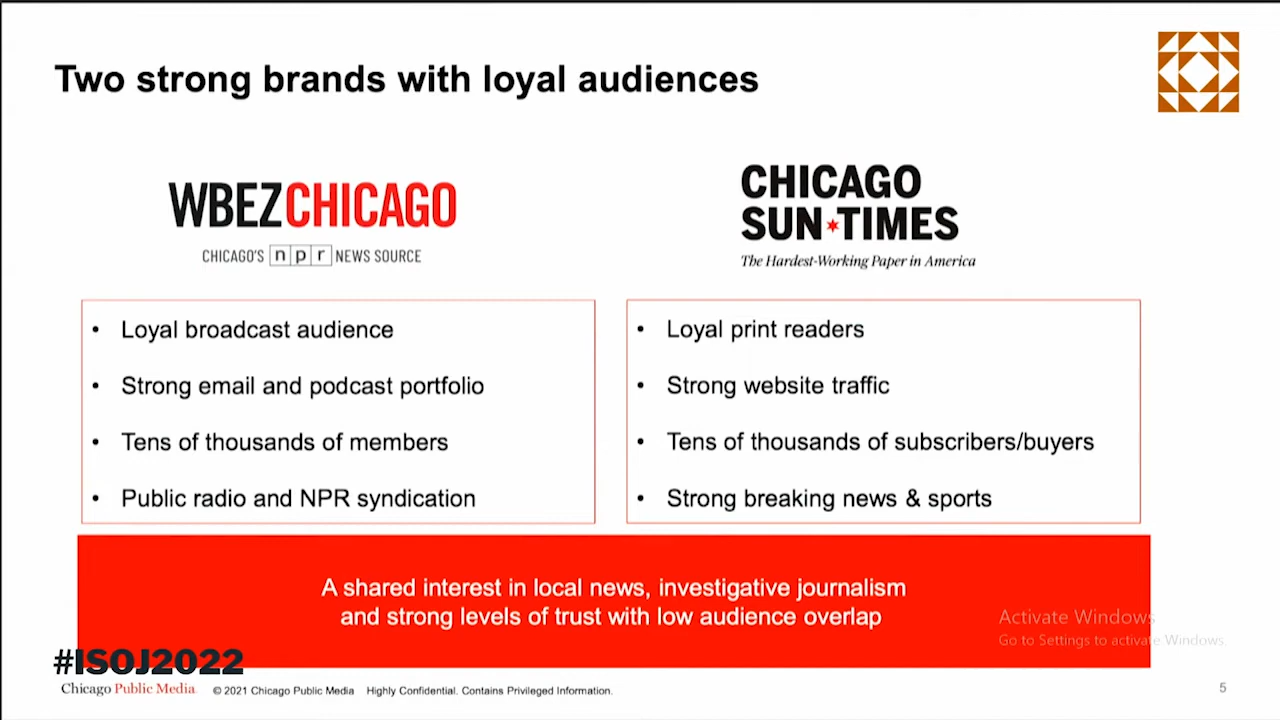 Two strong brands with loyal audiences
WBEZCHICAGO
CHICAGO'S npr NEWS SOURCE
CHICAGO
SUN★TIMES
The Hardest-Working Paper in America
• Loyal broadcast audience
• Strong email and podcast portfolio
• Tens of thousands of members
• Public radio and NPR syndication
• Loyal print readers
• Strong website traffic
• Tens of thousands of subscribers/buyers
• Strong breaking news & sports
A shared interest in local news, investigative journalism
and strong levels of trust with low audience overlap
Activate Windows
Go to Settings to activate Windows.
#ISOJ2022
Chicago Public Media © 2021 Chicago Public Media Highly Confidential. Contains Privileged Information. 5